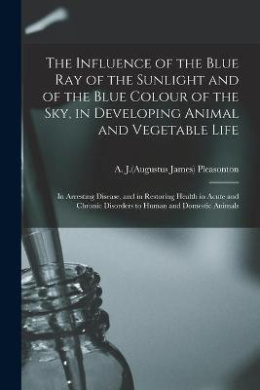 The Influence of the Blue
Ray of the Sunlight and of
the Blue Colour of the Sky, in
Developing Animal and Vegetable
Life
A. J.(Augustus James) Pleasonton
In Arresting Disease, and in Restoring Health in Acute and
Chronic Disorders to Human and Domestic Animals